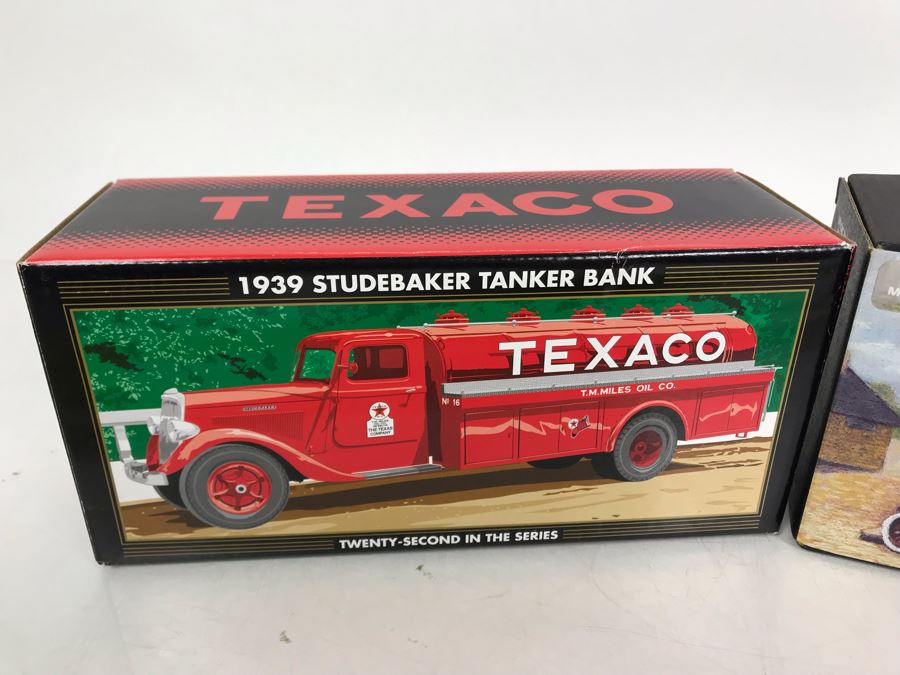 TEXACO
1939 STUDEBAKER TANKER BANK
TEXACO
T.M.MILES OIL CO.
Nº 16
THE TEXAS
COMPANY
TWENTY-SECOND IN THE SERIES